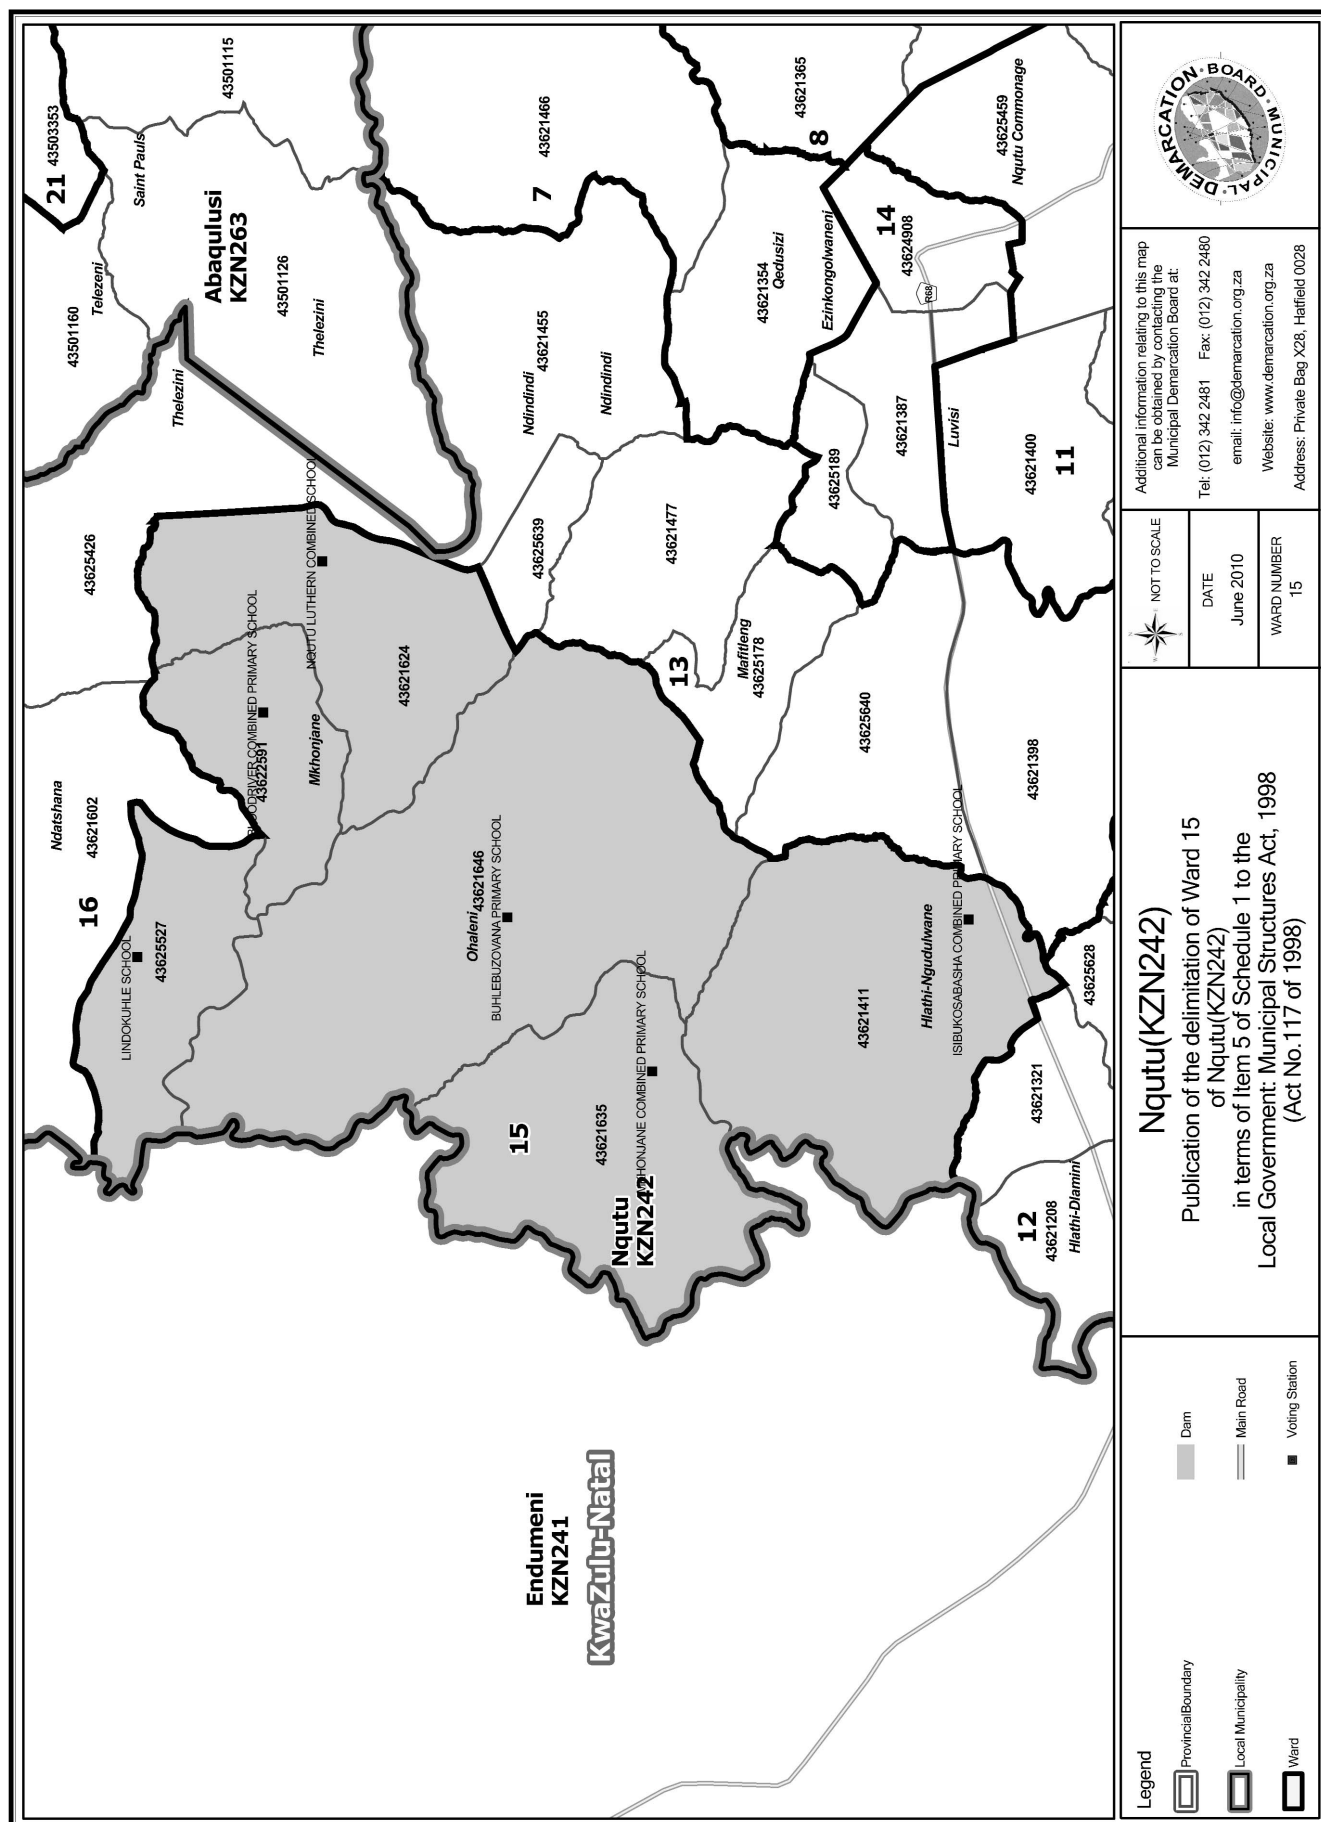 21
43503353
43501115
Saint Pauls
Abaqulusi
KZN263
43501160
Telezeni
43501126
Thelezini
Thelezini
43621466
7
43621455
Ndindindi
Ndindindi
43621365
8
43621354
Qedusizi
Ezinkongolwaneni
14
43624908
R68
43625459
Nqutu Commonage
43625189
43621387
Luvisi
43621400
11
43625426
43625639
43621477
NQUTU LUTHERN COMBINED SCHOOL
BLOODRIVER COMBINED PRIMARY SCHOOL
43622591
Mkhonjane
43621624
13
Mafitleng
43625178
43625640
43621398
Ndatshana
43621602
16
LINDOKUHLE SCHOOL
43625527
Ohaleni
43621646
BUHLEBUZOVANA PRIMARY SCHOOL
43621411
Hlathi-Ngudulwane
ISIBUKOSABASHA COMBINED PRIMARY SCHOOL
43625628
15
43621635
MKHONJANE COMBINED PRIMARY SCHOOL
Nqutu
KZN242
43621321
12
43621208
Hlathi-Dlamini
Endumeni
KZN241
KwaZulu-Natal
Legend
ProvincialBoundary
Local Municipality
Ward
Dam
Main Road
Voting Station
Nqutu(KZN242)
Publication of the delimitation of Ward 15
of Nqutu(KZN242)
in terms of Item 5 of Schedule 1 to the
Local Government: Municipal Structures Act, 1998
(Act No.117 of 1998)
N
E
S
W
NOT TO SCALE
DATE
June 2010
WARD NUMBER
15
Additional information relating to this map
can be obtained by contacting the
Municipal Demarcation Board at:
Tel: (012) 342 2481 Fax: (012) 342 2480
email: info@demarcation.org.za
Website: www.demarcation.org.za
Address: Private Bag X28, Hatfield 0028
MUNICIPAL DEMARCATION BOARD